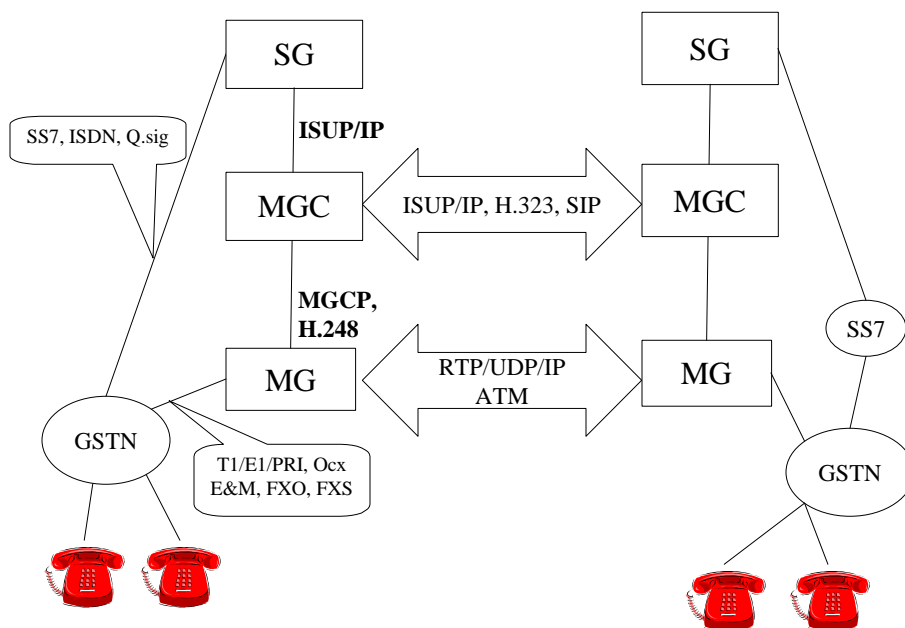 SG
SG
ISUP/IP
SS7, ISDN, Q.sig
MGC
ISUP/IP, H.323, SIP
MGC
MGCP,
H.248
SS7
MG
RTP/UDP/IP
ATM
MG
GSTN
T1/E1/PRI, Ocx
E&M, FXO, FXS
GSTN